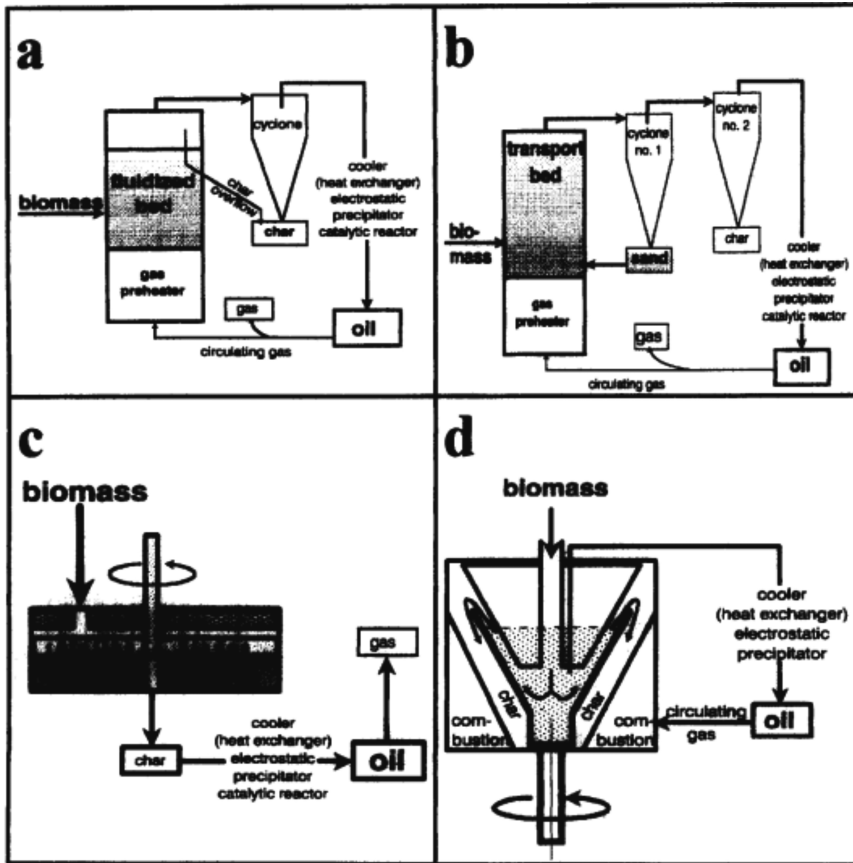 a
cyclone
fluidized
bed
biomass
char
overflow
char
cooler
(heat exchanger)
electrostatic
precipitator
catalytic reactor
gas
preheater
gas
oil
circulating gas
b
transport
bed
cyclone
no. 1
cyclone
no. 2
bio-
mass
sand
char
cooler
(heat exchanger)
electrostatic
precipitator
catalytic reactor
gas
preheater
gas
oil
circulating gas
c
biomass
gas
char
cooler
(heat exchanger)
electrostatic
precipitator
catalytic reactor
oil
d
biomass
cooler
(heat exchanger)
electrostatic
precipitator
char
char
com-
bustion
com-
bustion
circulating
gas
oil